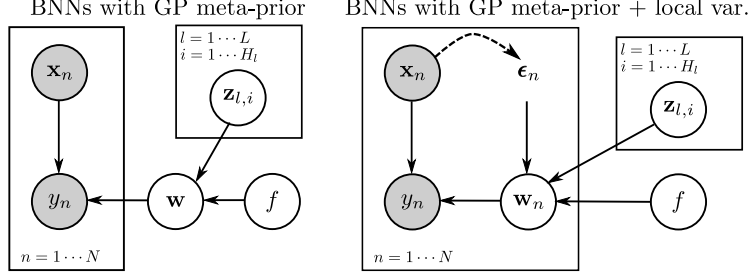 BNNs with GP meta-prior
l = 1 ⋯ L
i = 1 ⋯ H_l
x_n
z_{l,i}
y_n
w
f
n = 1 ⋯ N
BNNs with GP meta-prior + local var.
l = 1 ⋯ L
i = 1 ⋯ H_l
x_n
ϵ_n
z_{l,i}
y_n
w_n
f
n = 1 ⋯ N